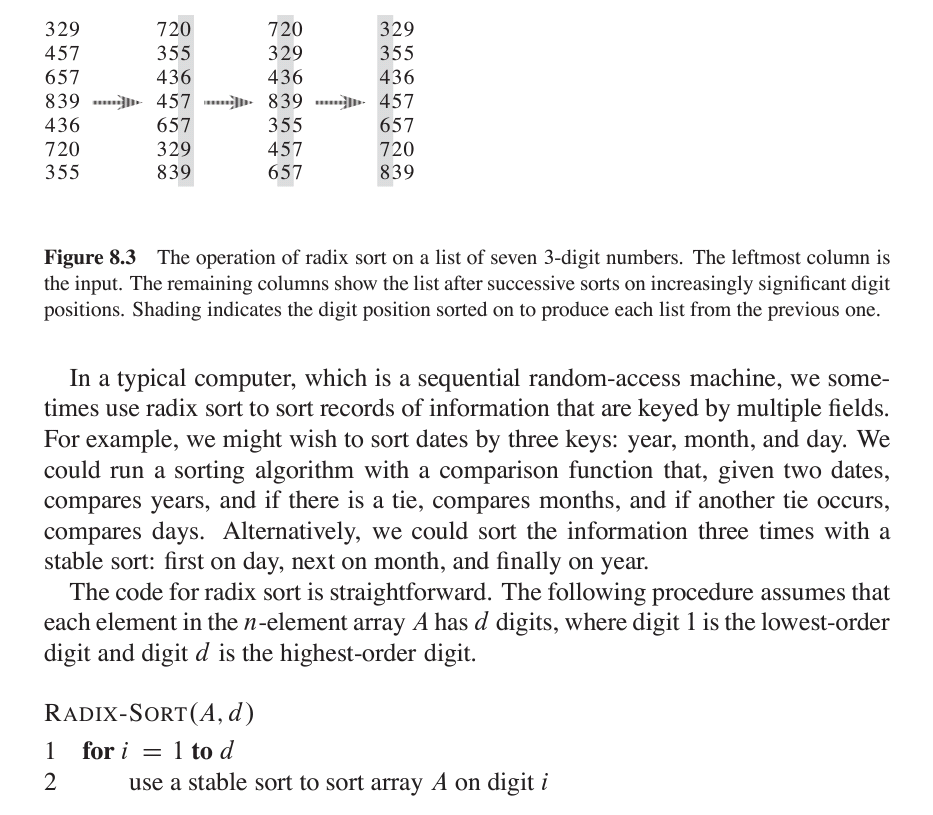 329 720 720 329
457 355 329 355
657 436 436 436
839 457 839 457
436 657 355 657
720 329 457 720
355 839 657 839
Figure 8.3 The operation of radix sort on a list of seven 3-digit numbers. The leftmost column is
the input. The remaining columns show the list after successive sorts on increasingly significant digit
positions. Shading indicates the digit position sorted on to produce each list from the previous one.
In a typical computer, which is a sequential random-access machine, we some-
times use radix sort to sort records of information that are keyed by multiple fields.
For example, we might wish to sort dates by three keys: year, month, and day. We
could run a sorting algorithm with a comparison function that, given two dates,
compares years, and if there is a tie, compares months, and if another tie occurs,
compares days. Alternatively, we could sort the information three times with a
stable sort: first on day, next on month, and finally on year.
The code for radix sort is straightforward. The following procedure assumes that
each element in the n-element array A has d digits, where digit 1 is the lowest-order
digit and digit d is the highest-order digit.
RADIX-SORT(A, d)
1 for i = 1 to d
2 use a stable sort to sort array A on digit i